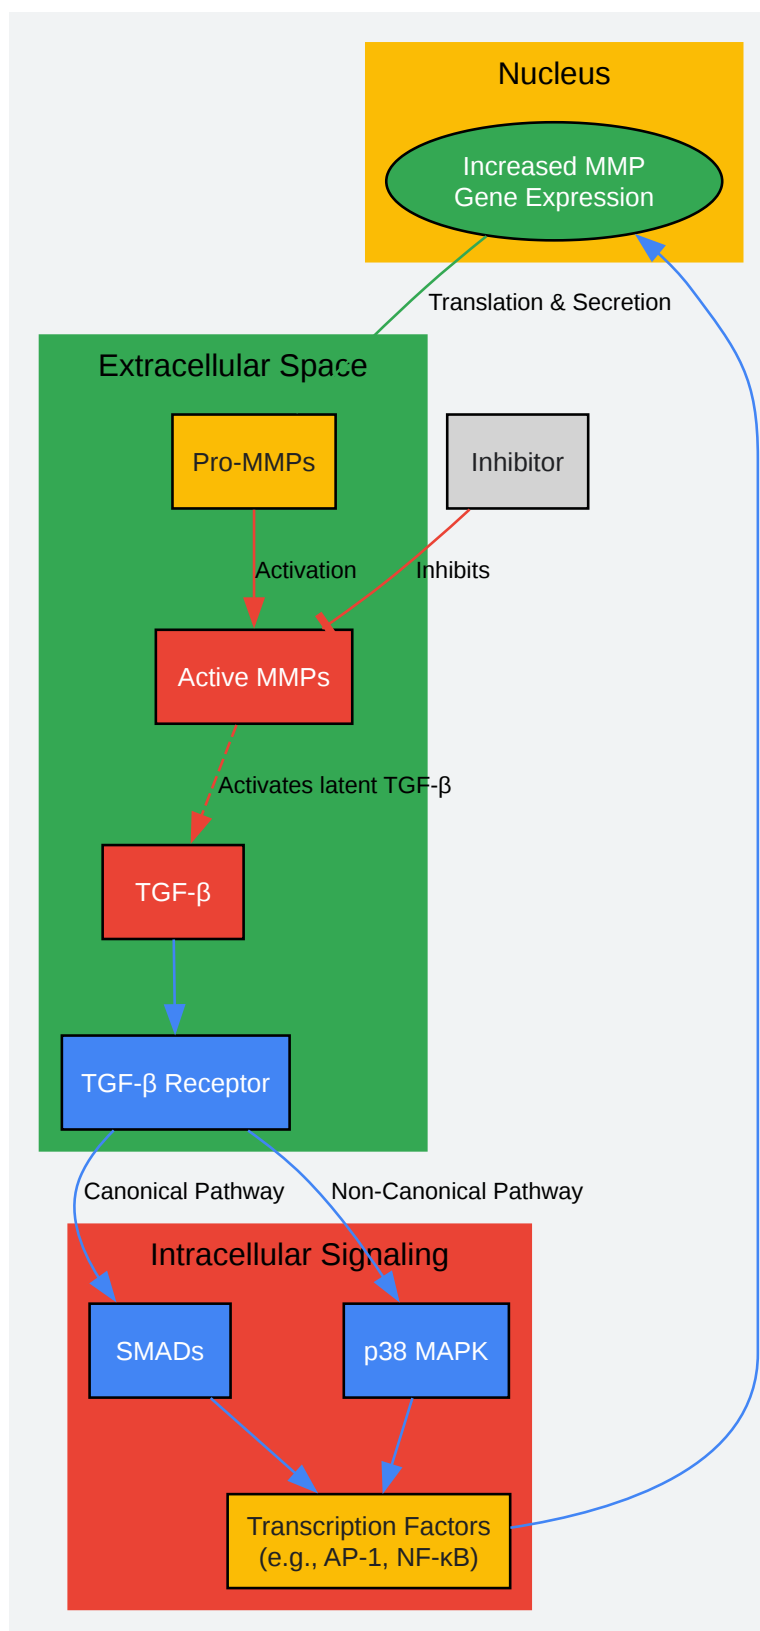 Nucleus
Increased MMP
Gene Expression
Translation & Secretion
Extracellular Space
Pro-MMPs
Inhibitor
Activation
Inhibits
Active MMPs
Activates latent TGF-β
TGF-β
TGF-β Receptor
Canonical Pathway
Non-Canonical Pathway
Intracellular Signaling
SMADs
p38 MAPK
Transcription Factors
(e.g., AP-1, NF-κB)